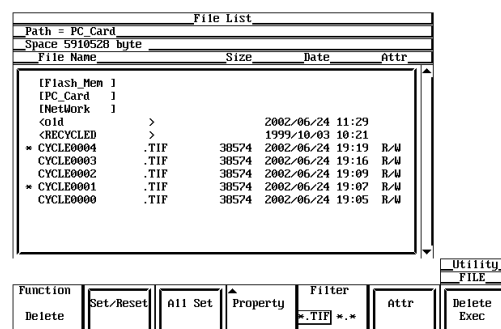 File List
Path = PC_Card
Space 5910528 byte
File Name Size Date Attr
[Flash_Mem ]
[PC_Card ]
[NetWork ]
<old > 2002/06/24 11:29
<RECYCLED > 1999/10/03 10:21
* CYCLE0004 .TIF 38574 2002/06/24 19:19 R/W
CYCLE0003 .TIF 38574 2002/06/24 19:16 R/W
CYCLE0002 .TIF 38574 2002/06/24 19:09 R/W
* CYCLE0001 .TIF 38574 2002/06/24 19:07 R/W
CYCLE0000 .TIF 38574 2002/06/24 19:05 R/W
Utility
FILE
Function
Delete
Set/Reset
All Set
Property
Filter
*.TIF *.*
Attr
Delete
Exec